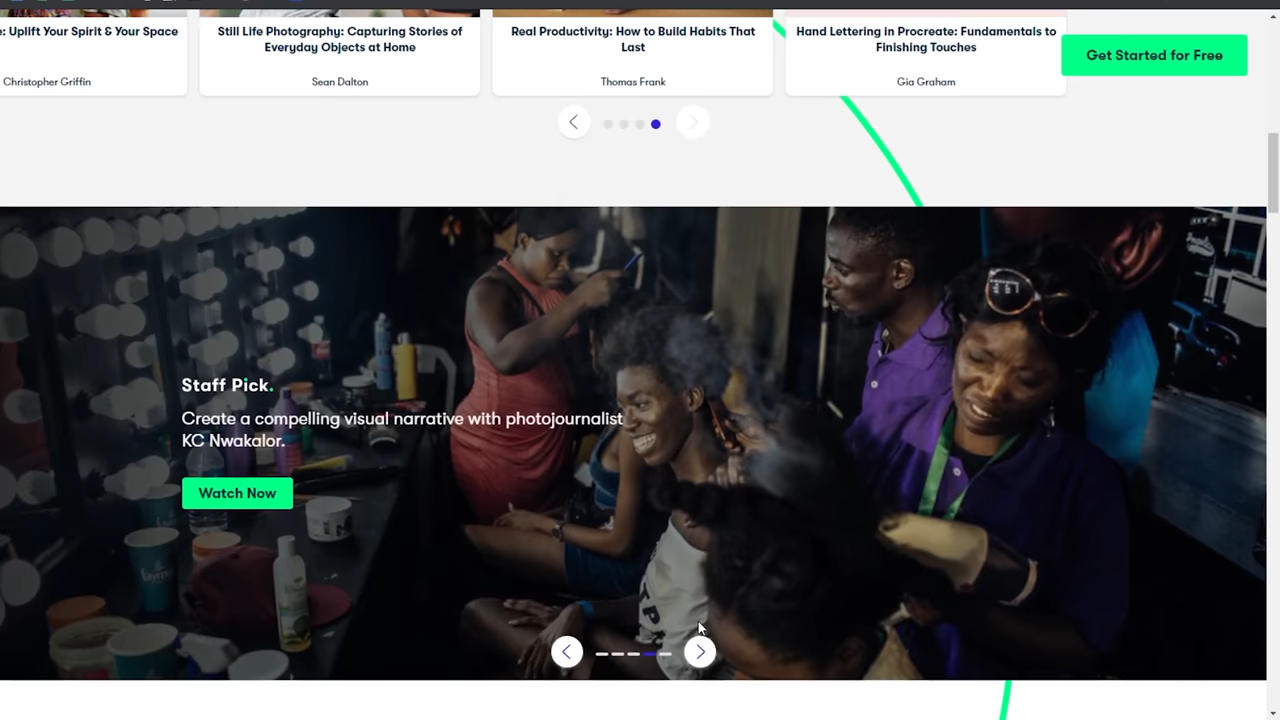 : Uplift Your Spirit & Your Space
Christopher Griffin
Still Life Photography: Capturing Stories of
Everyday Objects at Home
Sean Dalton
Real Productivity: How to Build Habits That
Last
Thomas Frank
Hand Lettering in Procreate: Fundamentals to
Finishing Touches
Gia Graham
Get Started for Free
Staff Pick.
Create a compelling visual narrative with photojournalist
KC Nwakalor.
Watch Now